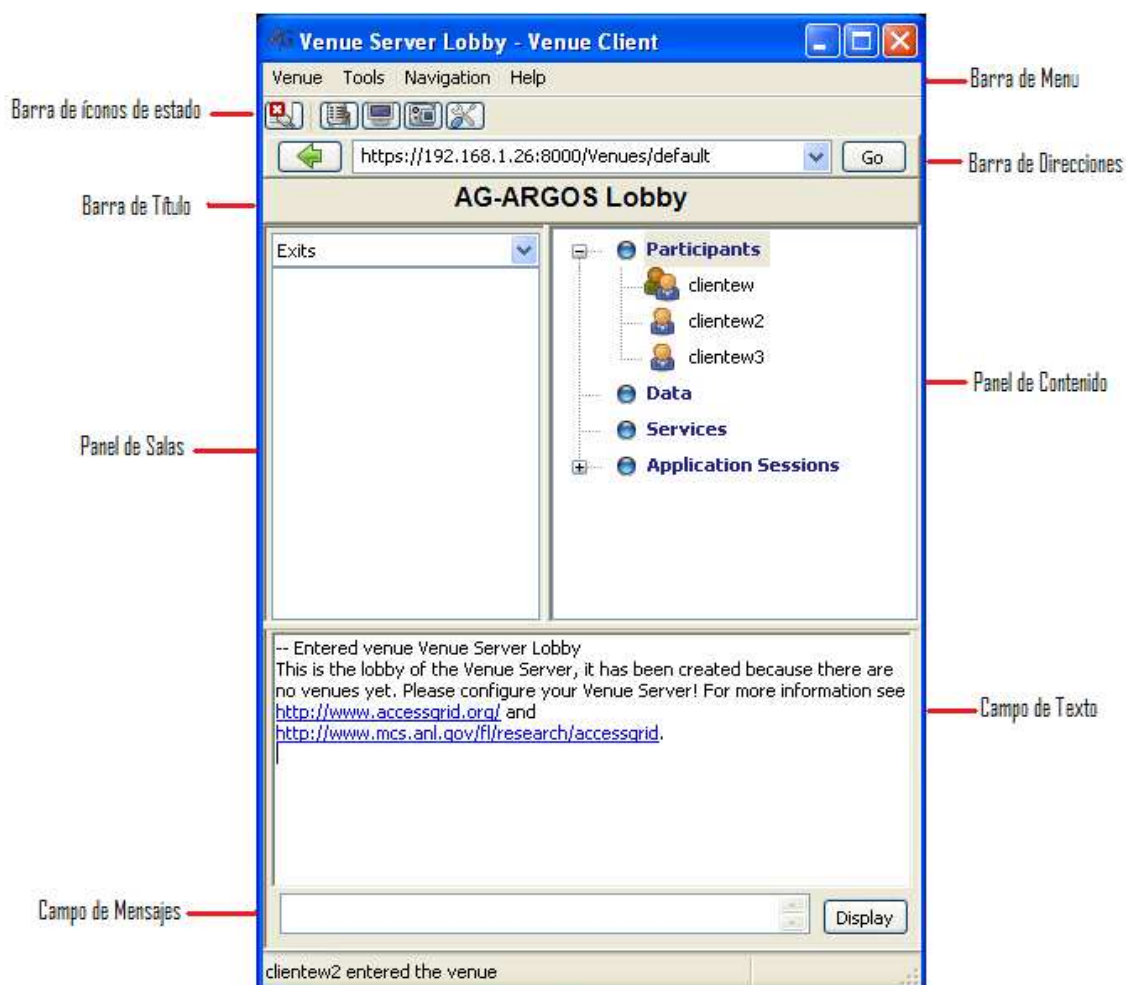 Venue Server Lobby - Venue Client
Venue Tools Navigation Help
Barra de Menu
Barra de íconos de estado
https://192.168.1.26:8000/Venues/default
Go
Barra de Direcciones
Barra de Título
AG-ARGOS Lobby
Exits
Participants
clientew
clientew2
clientew3
Data
Services
Application Sessions
Panel de Contenido
Panel de Salas
-- Entered venue Venue Server Lobby
This is the lobby of the Venue Server, it has been created because there are
no venues yet. Please configure your Venue Server! For more information see
http://www.accessgrid.org/ and
http://www.mcs.anl.gov/fl/research/accessgrid.
Campo de Texto
Campo de Mensajes
Display
clientew2 entered the venue